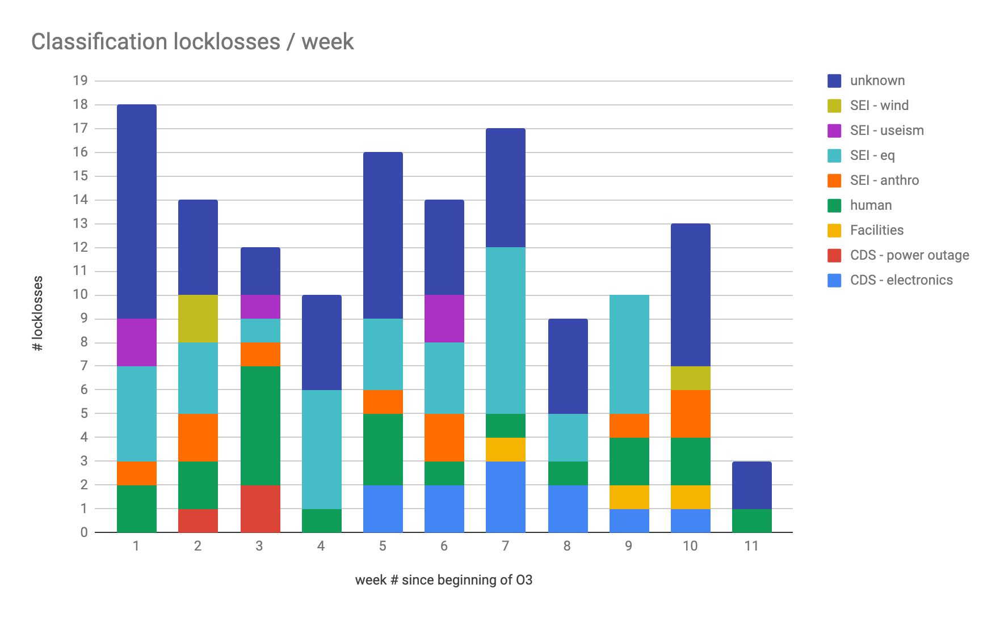 Classification locklosses / week
19
18
17
16
15
14
13
12
11
10
9
8
7
6
5
4
3
2
1
0
# locklosses
1 2 3 4 5 6 7 8 9 10 11
week # since beginning of O3
unknown
SEI - wind
SEI - useism
SEI - eq
SEI - anthro
human
Facilities
CDS - power outage
CDS - electronics